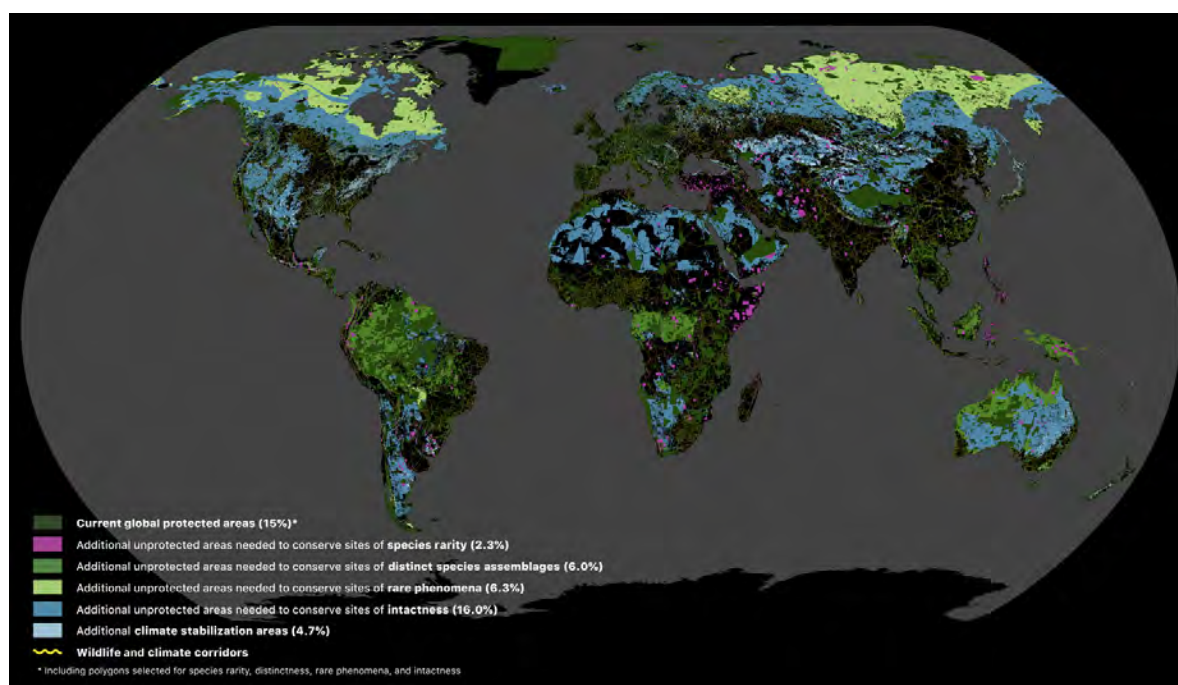 Current global protected areas (15%)*
Additional unprotected areas needed to conserve sites of species rarity (2.3%)
Additional unprotected areas needed to conserve sites of distinct species assemblages (6.0%)
Additional unprotected areas needed to conserve sites of rare phenomena (6.3%)
Additional unprotected areas needed to conserve sites of intactness (16.0%)
Additional climate stabilization areas (4.7%)
Wildlife and climate corridors
* Including polygons selected for species rarity, distinctness, rare phenomena, and intactness